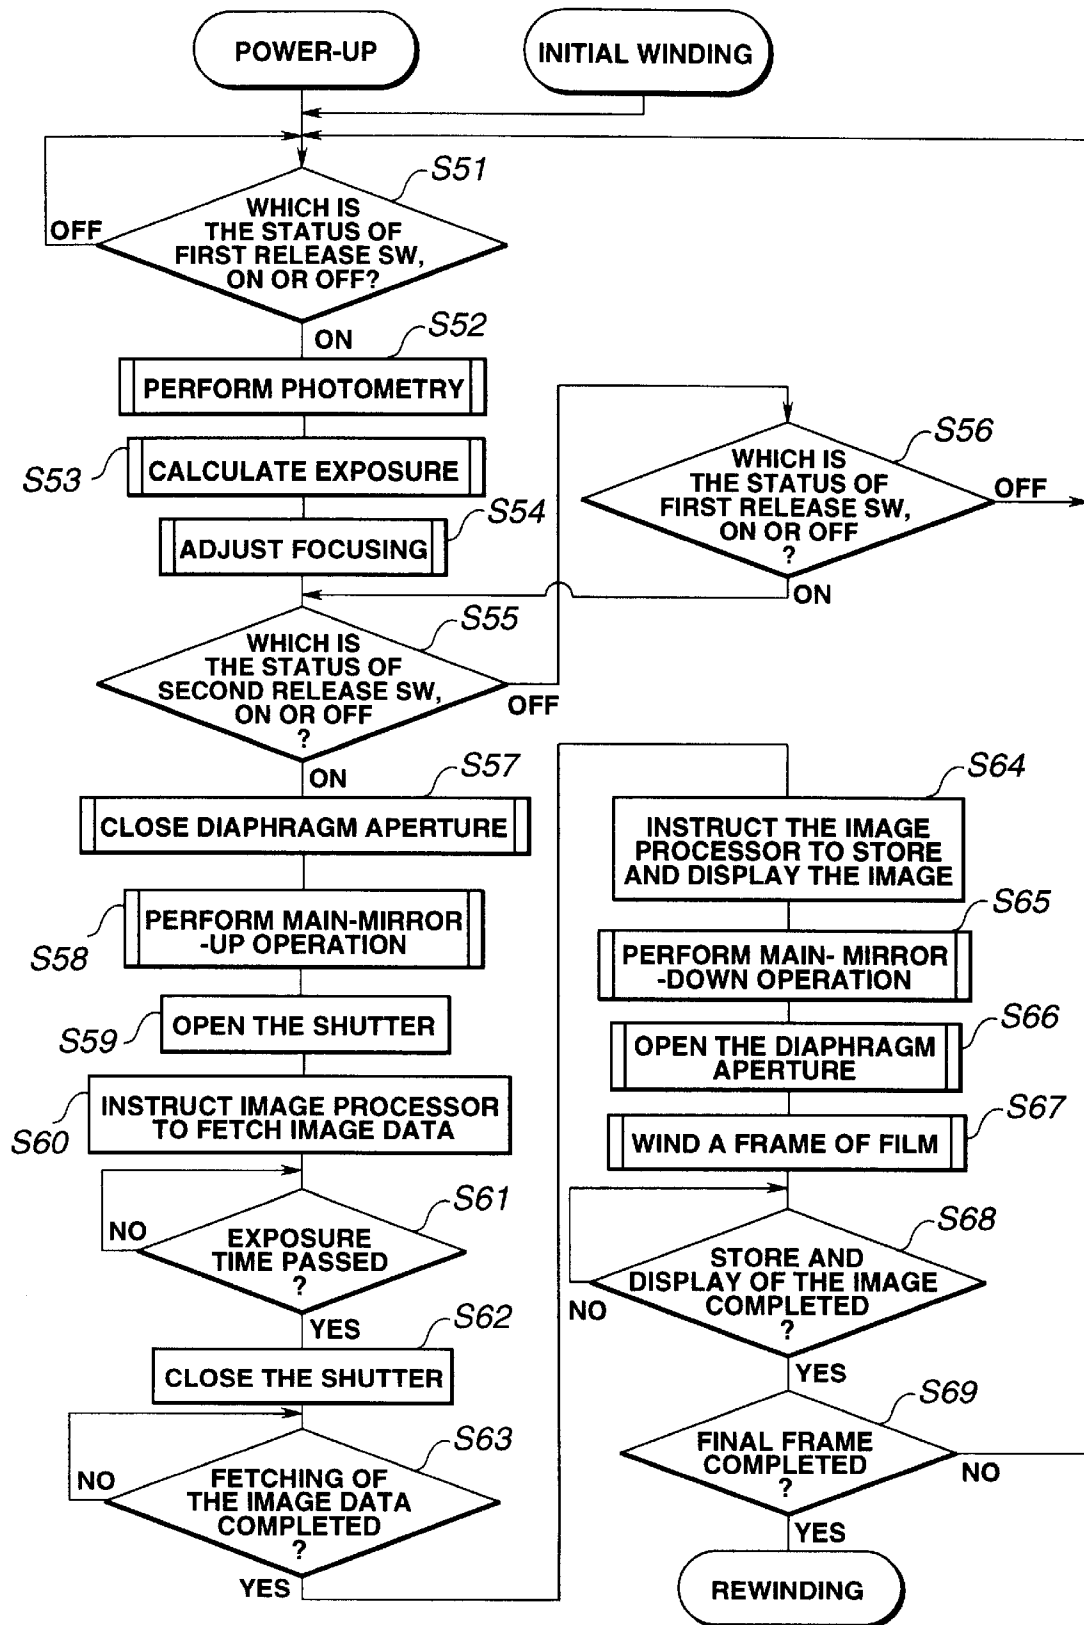 POWER-UP
INITIAL WINDING
S51
WHICH IS
THE STATUS OF
FIRST RELEASE SW,
ON OR OFF?
OFF
ON
S52
PERFORM PHOTOMETRY
S53
CALCULATE EXPOSURE
S54
ADJUST FOCUSING
S55
WHICH IS
THE STATUS OF
SECOND RELEASE SW,
ON OR OFF
?
OFF
ON
S56
WHICH IS
THE STATUS OF
FIRST RELEASE SW,
ON OR OFF
?
OFF
ON
S57
CLOSE DIAPHRAGM APERTURE
S58
PERFORM MAIN-MIRROR
-UP OPERATION
S59
OPEN THE SHUTTER
S60
INSTRUCT IMAGE PROCESSOR
TO FETCH IMAGE DATA
S61
EXPOSURE
TIME PASSED
?
NO
YES
S62
CLOSE THE SHUTTER
S63
FETCHING OF
THE IMAGE DATA
COMPLETED
?
NO
YES
S64
INSTRUCT THE IMAGE
PROCESSOR TO STORE
AND DISPLAY THE IMAGE
S65
PERFORM MAIN- MIRROR
-DOWN OPERATION
S66
OPEN THE DIAPHRAGM
APERTURE
S67
WIND A FRAME OF FILM
S68
STORE AND
DISPLAY OF THE IMAGE
COMPLETED
?
NO
YES
S69
FINAL FRAME
COMPLETED
?
NO
YES
REWINDING